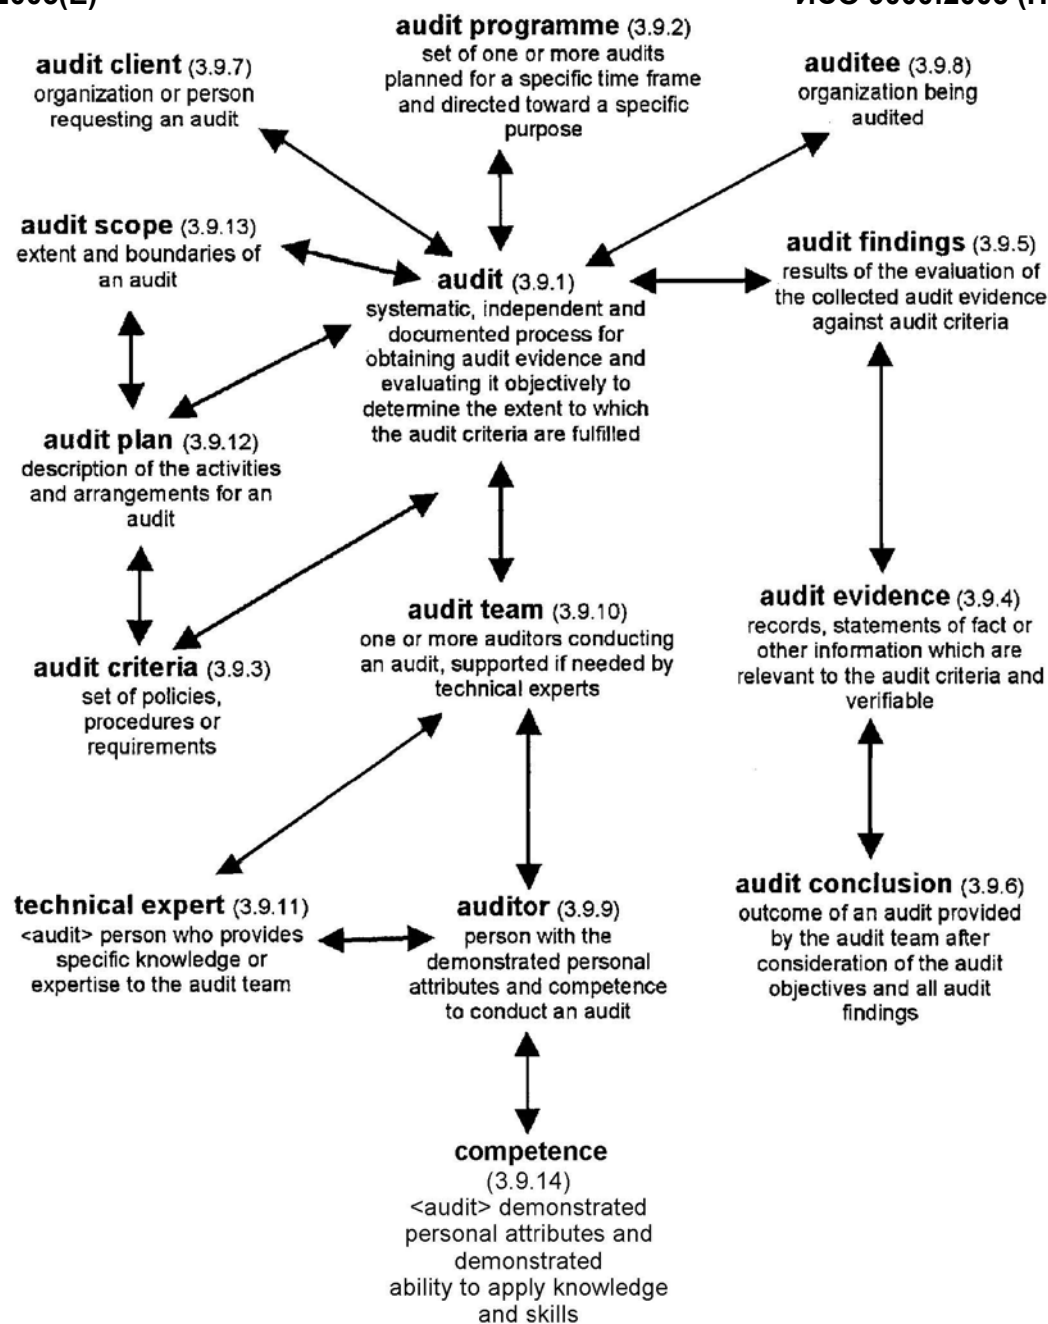 2005(E)
ИСО 9000:2005
audit programme (3.9.2)
set of one or more audits
planned for a specific time frame
and directed toward a specific
purpose
audit client (3.9.7)
organization or person
requesting an audit
auditee (3.9.8)
organization being
audited
audit scope (3.9.13)
extent and boundaries of
an audit
audit (3.9.1)
systematic, independent and
documented process for
obtaining audit evidence and
evaluating it objectively to
determine the extent to which
the audit criteria are fulfilled
audit findings (3.9.5)
results of the evaluation of
the collected audit evidence
against audit criteria
audit plan (3.9.12)
description of the activities
and arrangements for an
audit
audit criteria (3.9.3)
set of policies,
procedures or
requirements
audit team (3.9.10)
one or more auditors conducting
an audit, supported if needed by
technical experts
audit evidence (3.9.4)
records, statements of fact or
other information which are
relevant to the audit criteria and
verifiable
technical expert (3.9.11)
<audit> person who provides
specific knowledge or
expertise to the audit team
auditor (3.9.9)
person with the
demonstrated personal
attributes and competence
to conduct an audit
audit conclusion (3.9.6)
outcome of an audit provided
by the audit team after
consideration of the audit
objectives and all audit
findings
competence
(3.9.14)
<audit> demonstrated
personal attributes and
demonstrated
ability to apply knowledge
and skills